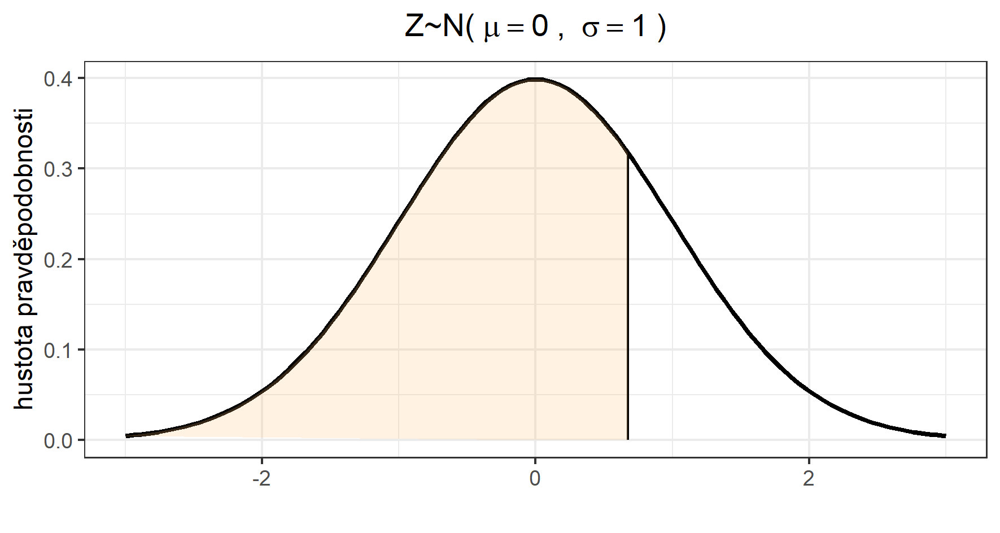 Z~N( μ = 0 , σ = 1 )
hustota pravděpodobnosti
0.4
0.3
0.2
0.1
0.0
-2 0 2